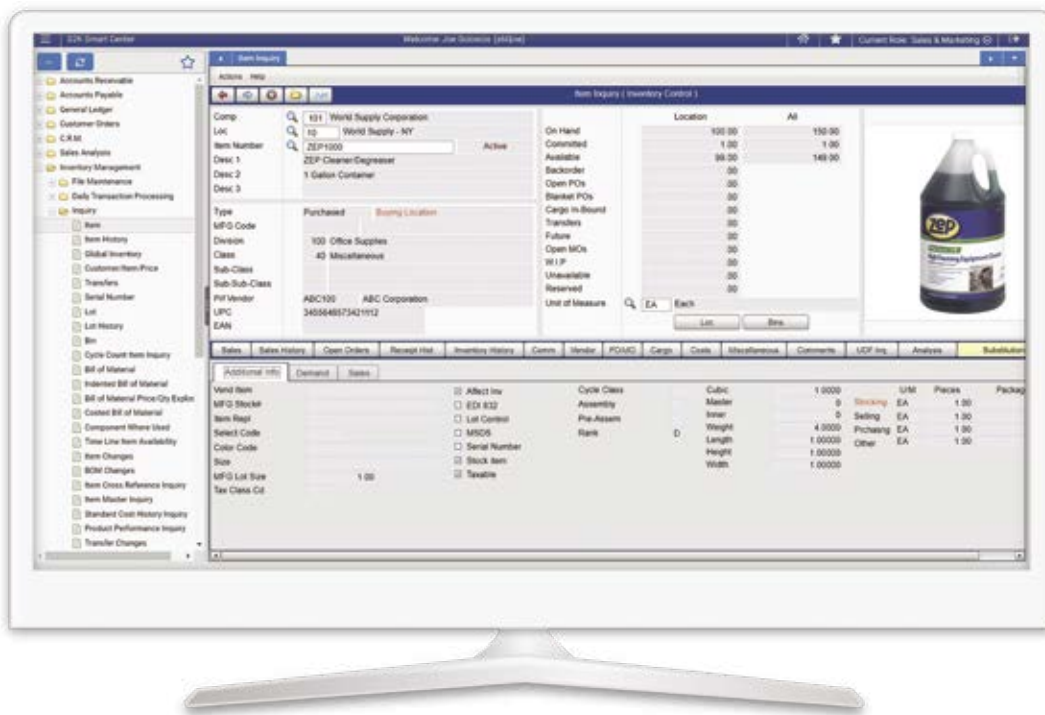 S2K Smart Center
Welcome Joe
Current Role: Sales & Marketing
Item Inquiry
Actions Help
Item Inquiry ( Inventory Control )
Accounts Receivable
Accounts Payable
General Ledger
Customer Orders
C.R.M.
Sales Analysis
Inventory Management
File Maintenance
Daily Transaction Processing
Inquiry
Item
Item History
Global Inventory
Customer/Item Price
Transfers
Serial Number
Lot
Lot History
Bin
Cycle Count Item Inquiry
Bill of Material
Indented Bill of Material
Bill of Material Price/Qty Explor
Costed Bill of Material
Component Where Used
Time Line Item Availability
Item Changes
BOM Changes
Item Cross Reference Inquiry
Item Master Inquiry
Standard Cost History Inquiry
Product Performance Inquiry
Transfer Changes
Comp 101 World Supply Corporation
Loc 10 World Supply - NY
Item Number ZEP1000 Active
Desc 1 ZEP Cleaner/Degreaser
Desc 2 1 Gallon Container
Desc 3
Type Purchased Buying Location
MFG Code
Division 100 Office Supplies
Class 40 Miscellaneous
Sub-Class
Sub-Sub-Class
Prf Vendor ABC100 ABC Corporation
UPC
EAN
Location All
On Hand 100.00 150.00
Committed 1.00 1.00
Available 99.00 149.00
Backorder .00
Open POs .00
Blanket POs .00
Cargo In-Bound .00
Transfers .00
Future .00
Open MOs .00
W.I.P .00
Unavailable .00
Reserved .00
Unit of Measure EA Each
Lot Bins
zep
Sales Sales History Open Orders Receipt Hist Inventory History Comm Vendor PO/MO Cargo Costs Miscellaneous Comments UDF Inq Analysis Substitution
Additional Info Demand Sales
Vend Item
MFG Stock#
Item Repl
Select Code
Color Code
Size
MFG Lot Size 1.00
Tax Class Cd
Affect Inv
EDI 832
Lot Control
MSDS
Serial Number
Stock Item
Taxable
Cycle Class
Assembly
Pre-Assem
Rank D
Cubic 1.0000
Master 0
Inner 0
Weight 4.0000
Length 1.00000
Height 1.00000
Width 1.00000
U/M Pieces Packag
Stocking EA 1.00
Selling EA 1.00
Prchasng EA 1.00
Other EA 1.00